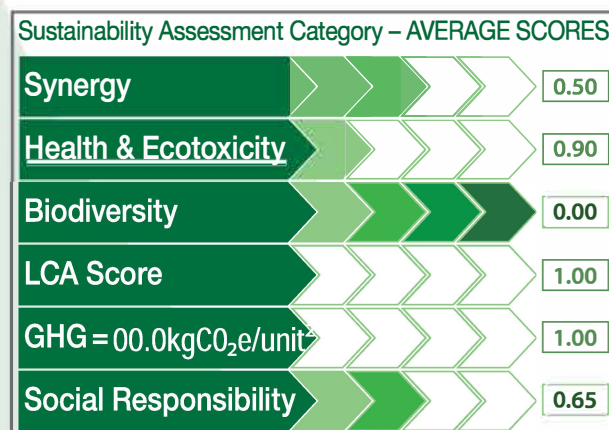 Sustainability Assessment Category – AVERAGE SCORES
Synergy 0.50
Health & Ecotoxicity 0.90
Biodiversity 0.00
LCA Score 1.00
GHG = 00.0kgC0₂e/unit² 1.00
Social Responsibility 0.65